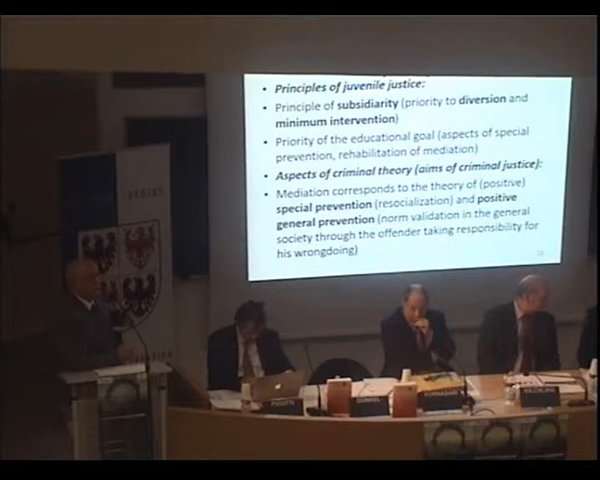 • Principles of juvenile justice:
• Principle of subsidiarity (priority to diversion and
minimum intervention)
• Priority of the educational goal (aspects of special
prevention, rehabilitation of mediation)
• Aspects of criminal theory (aims of criminal justice):
• Mediation corresponds to the theory of (positive)
special prevention (resocialization) and positive
general prevention (norm validation in the general
society through the offender taking responsibility for
his wrongdoing)
PICOTTI
DÜNKEL
FORNASARI